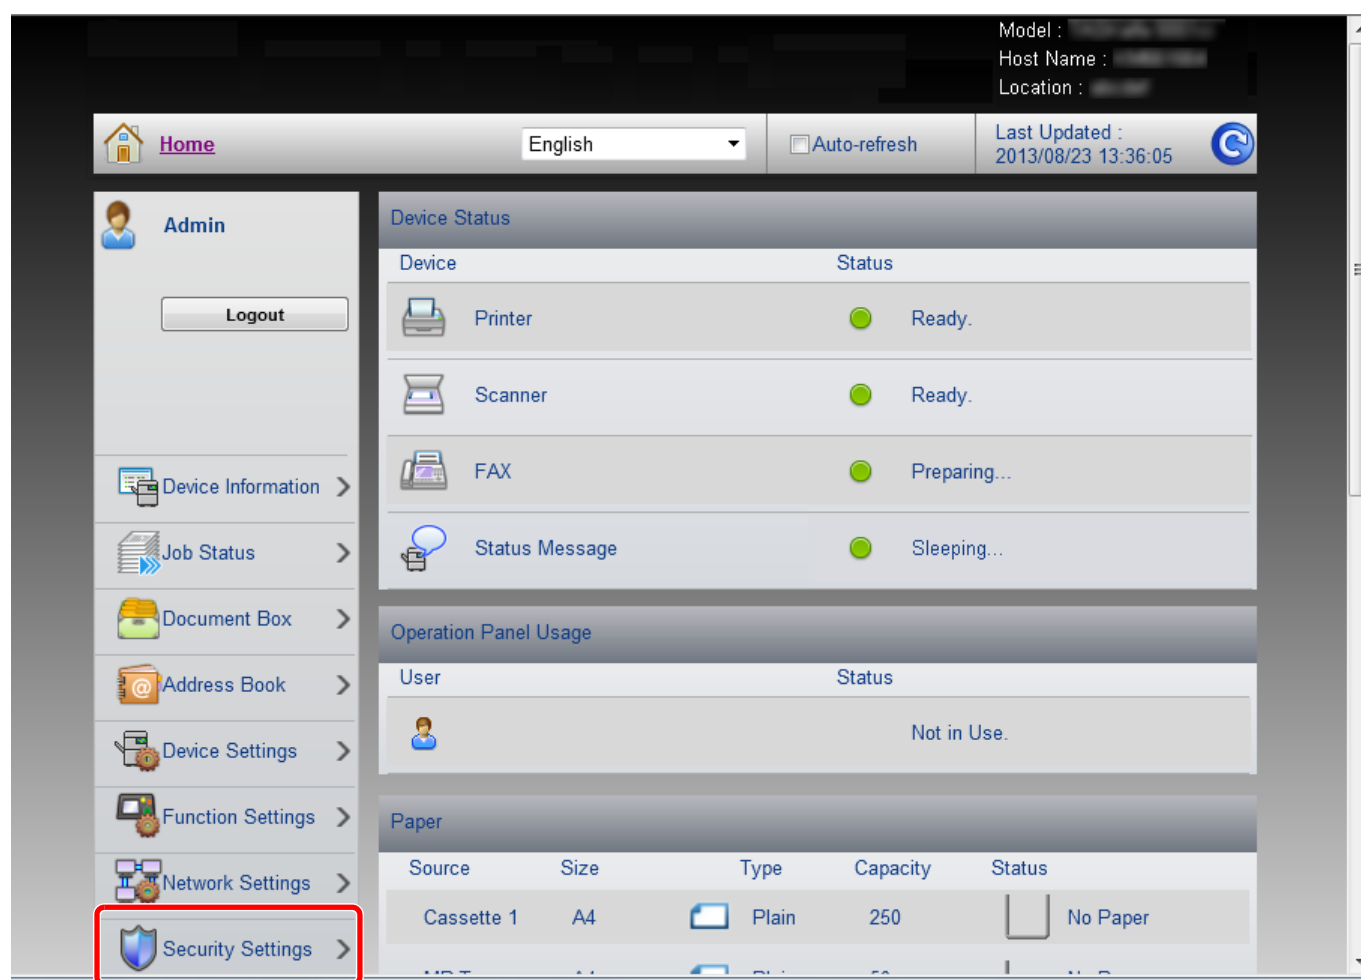 Model :
Host Name :
Location :
Home
English
Auto-refresh
Last Updated :
2013/08/23 13:36:05
Admin
Logout
Device Information
Job Status
Document Box
Address Book
Device Settings
Function Settings
Network Settings
Security Settings
Device Status
Device Status
Printer Ready.
Scanner Ready.
FAX Preparing...
Status Message Sleeping...
Operation Panel Usage
User Status
Not in Use.
Paper
Source Size Type Capacity Status
Cassette 1 A4 Plain 250 No Paper